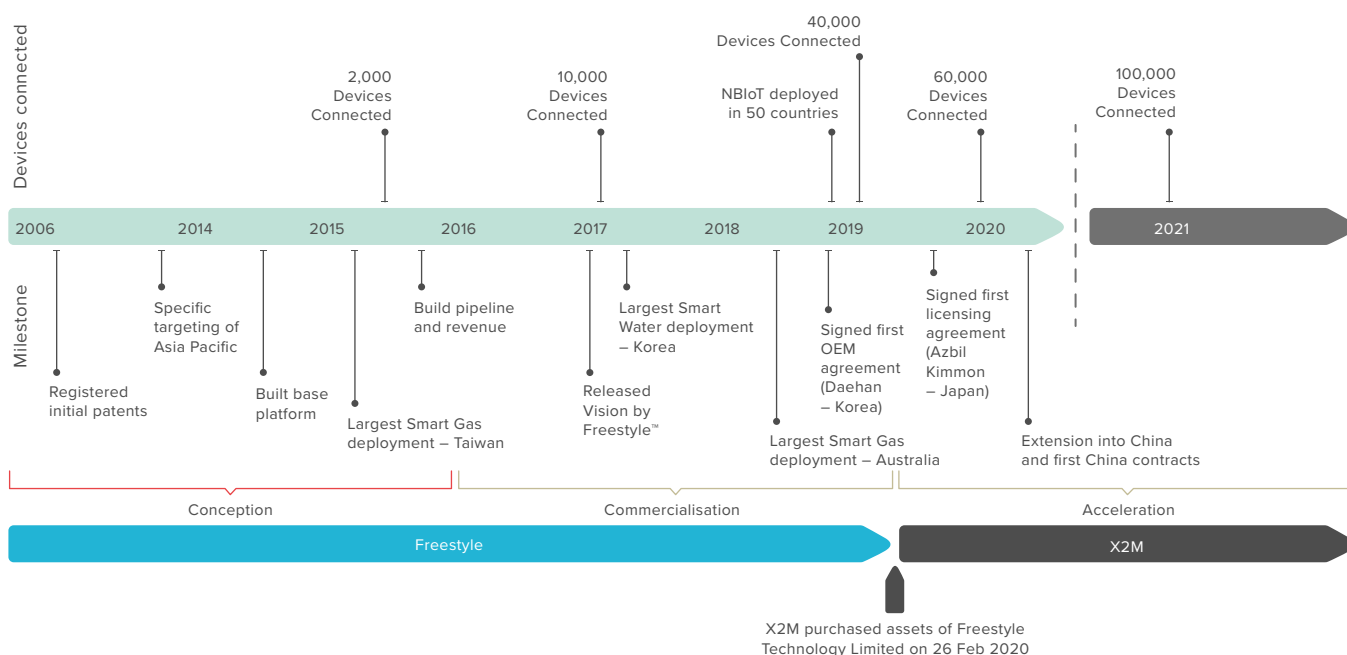 Devices connected
2,000
Devices
Connected
10,000
Devices
Connected
NBIoT deployed
in 50 countries
40,000
Devices Connected
60,000
Devices
Connected
100,000
Devices
Connected
2006
2014
2015
2016
2017
2018
2019
2020
2021
Milestone
Registered
initial patents
Specific
targeting of
Asia Pacific
Built base
platform
Largest Smart Gas
deployment – Taiwan
Build pipeline
and revenue
Released
Vision by
Freestyle™
Largest Smart
Water deployment
– Korea
Largest Smart Gas
deployment – Australia
Signed first
OEM
agreement
(Daehan
– Korea)
Signed first
licensing
agreement
(Azbil
Kimmon
– Japan)
Extension into China
and first China contracts
Conception
Commercialisation
Acceleration
Freestyle
X2M
X2M purchased assets of Freestyle
Technology Limited on 26 Feb 2020